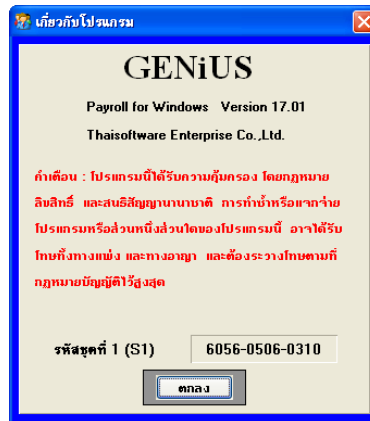 เกี่ยวกับโปรแกรม
GENiUS
Payroll for Windows Version 17.01
Thaisoftware Enterprise Co.,Ltd.
คำเตือน : โปรแกรมนี้ได้รับความคุ้มครอง โดยกฎหมาย
ลิขสิทธิ์ และสนธิสัญญานานาชาติ การทำซ้ำหรือแจกจ่าย
โปรแกรมหรือส่วนหนึ่งส่วนใดของโปรแกรมนี้ อาจได้รับ
โทษทั้งทางแพ่ง และทางอาญา และต้องระวางโทษตามที่
กฎหมายบัญญัติไว้สูงสุด
รหัสชุดที่ 1 (S1) 6056-0506-0310
ตกลง